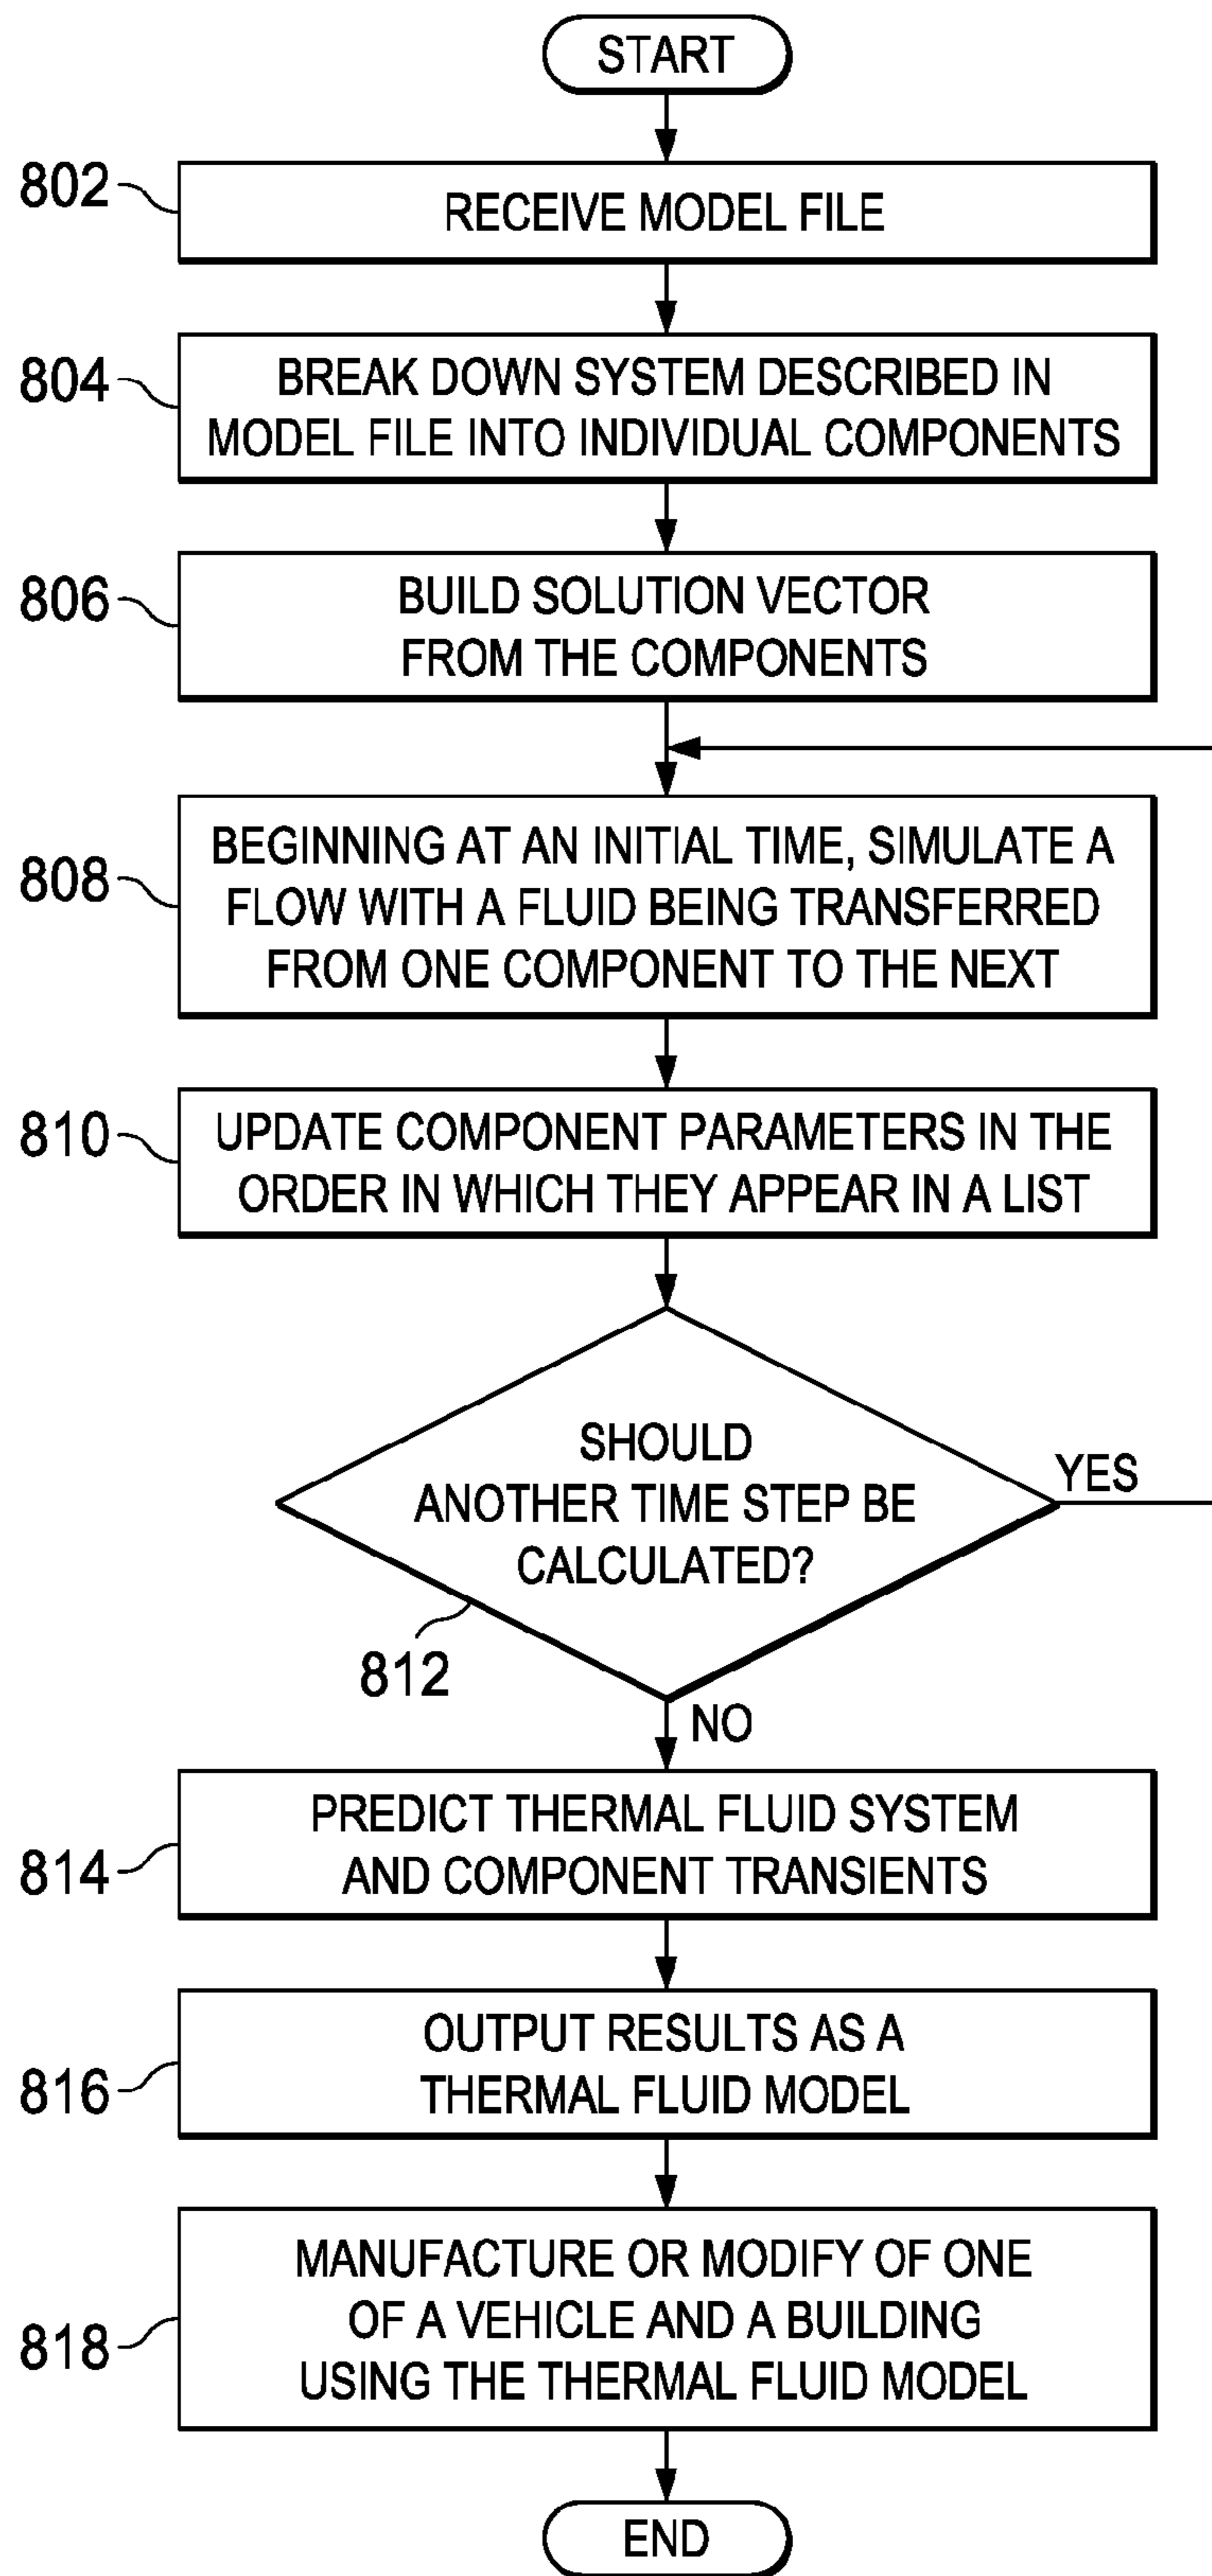 START
802
RECEIVE MODEL FILE
804
BREAK DOWN SYSTEM DESCRIBED IN
MODEL FILE INTO INDIVIDUAL COMPONENTS
806
BUILD SOLUTION VECTOR
FROM THE COMPONENTS
808
BEGINNING AT AN INITIAL TIME, SIMULATE A
FLOW WITH A FLUID BEING TRANSFERRED
FROM ONE COMPONENT TO THE NEXT
810
UPDATE COMPONENT PARAMETERS IN THE
ORDER IN WHICH THEY APPEAR IN A LIST
SHOULD
ANOTHER TIME STEP BE
CALCULATED?
YES
812
NO
814
PREDICT THERMAL FLUID SYSTEM
AND COMPONENT TRANSIENTS
816
OUTPUT RESULTS AS A
THERMAL FLUID MODEL
818
MANUFACTURE OR MODIFY OF ONE
OF A VEHICLE AND A BUILDING
USING THE THERMAL FLUID MODEL
END